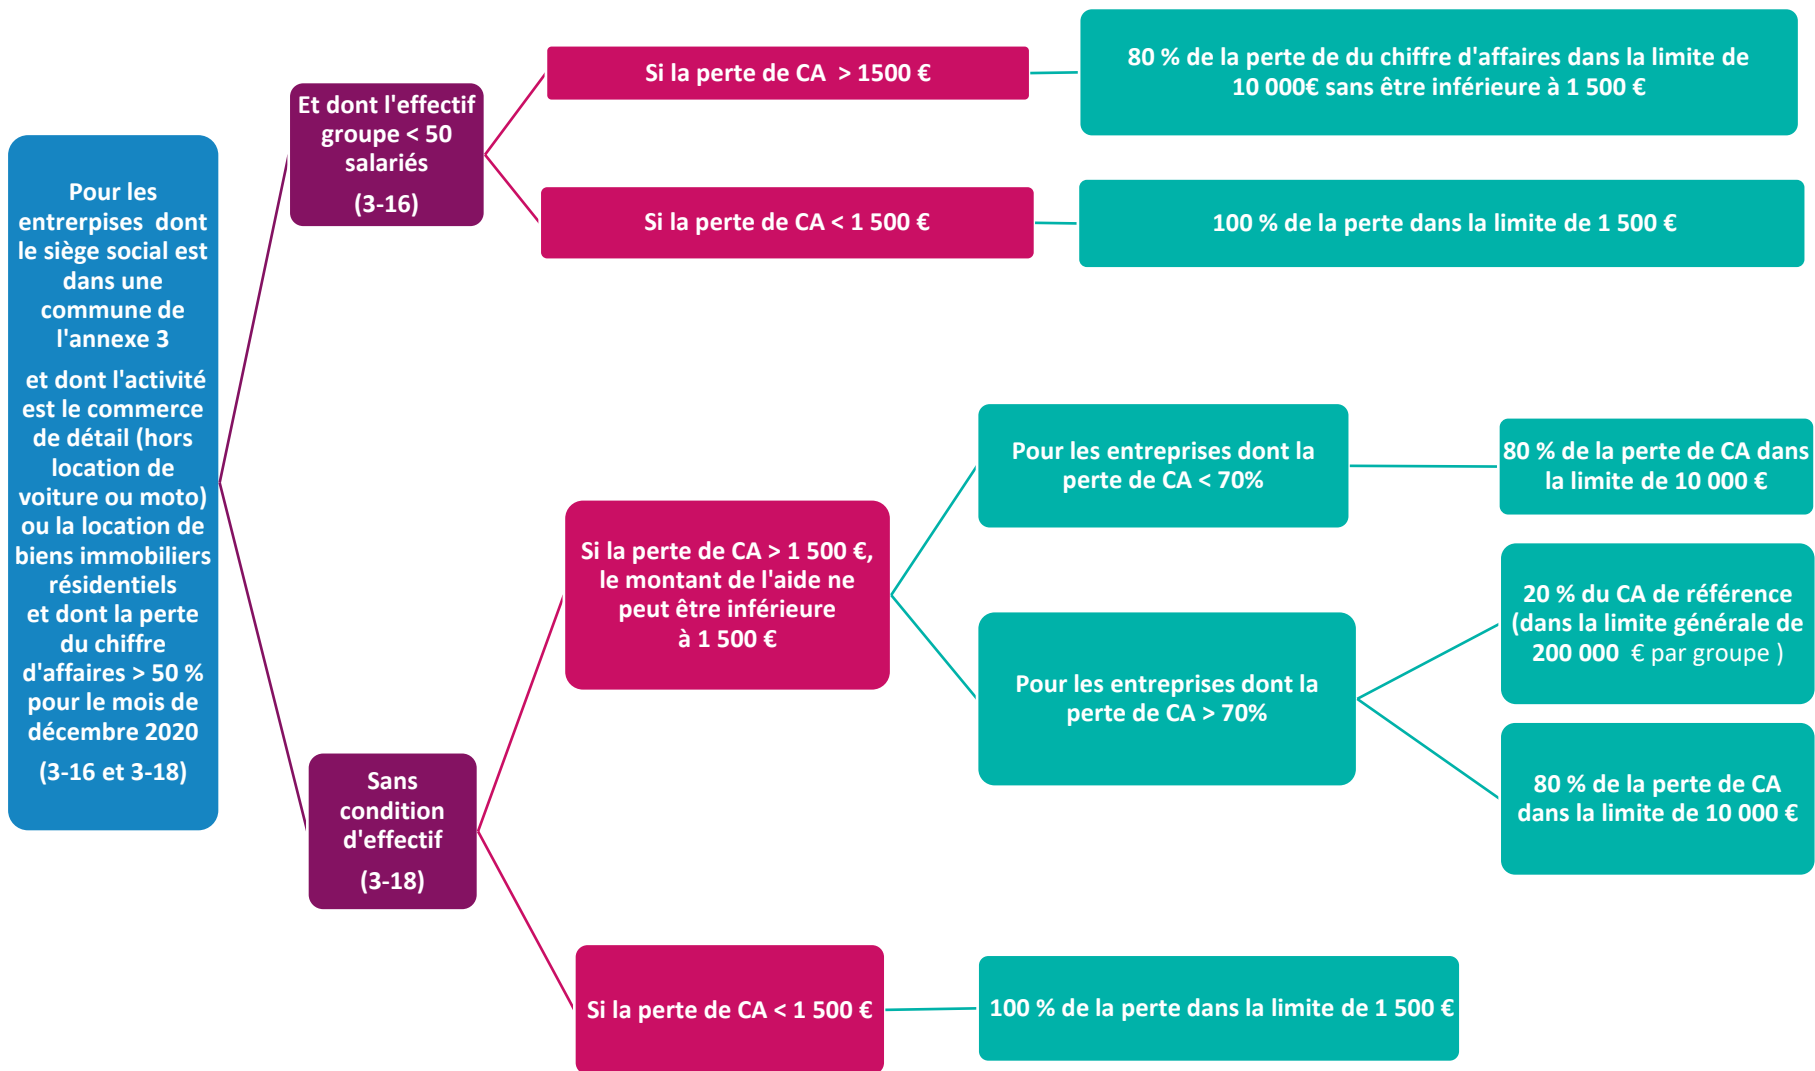 Pour les
entrerpises dont
le siège social est
dans une
commune de
l'annexe 3
et dont l'activité
est le commerce
de détail (hors
location de
voiture ou moto)
ou la location de
biens immobiliers
résidentiels
et dont la perte
du chiffre
d'affaires > 50 %
pour le mois de
décembre 2020
(3-16 et 3-18)
Et dont l'effectif
groupe < 50
salariés
(3-16)
Si la perte de CA > 1500 €
80 % de la perte de du chiffre d'affaires dans la limite de
10 000€ sans être inférieure à 1 500 €
Si la perte de CA < 1 500 €
100 % de la perte dans la limite de 1 500 €
Sans
condition
d'effectif
(3-18)
Si la perte de CA > 1 500 €,
le montant de l'aide ne
peut être inférieure
à 1 500 €
Pour les entreprises dont la
perte de CA < 70%
80 % de la perte de CA dans
la limite de 10 000 €
Pour les entreprises dont la
perte de CA > 70%
20 % du CA de référence
(dans la limite générale de
200 000 € par groupe )
80 % de la perte de CA
dans la limite de 10 000 €
Si la perte de CA < 1 500 €
100 % de la perte dans la limite de 1 500 €